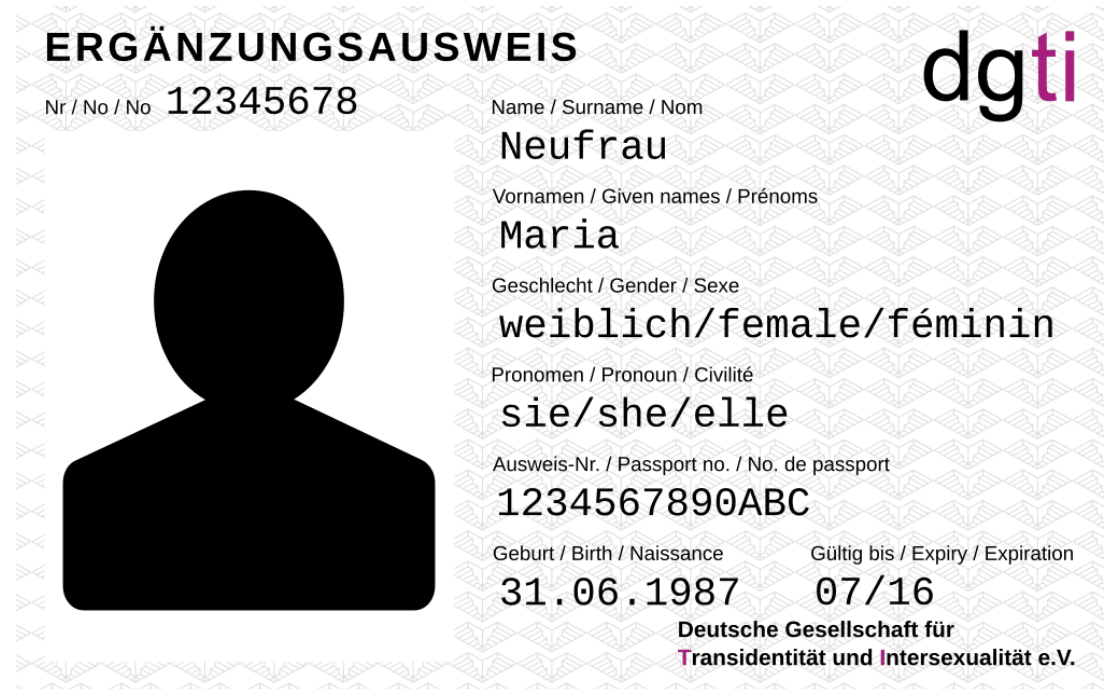 ERGÄNZUNGSAUSWEIS
dgti
Nr / No / No 12345678
Name / Surname / Nom
Neufrau
Vornamen / Given names / Prénoms
Maria
Geschlecht / Gender / Sexe
weiblich/female/féminin
Pronomen / Pronoun / Civilité
sie/she/elle
Ausweis-Nr. / Passport no. / No. de passport
1234567890ABC
Geburt / Birth / Naissance Gültig bis / Expiry / Expiration
31.06.1987 07/16
Deutsche Gesellschaft für
Transidentität und Intersexualität e.V.